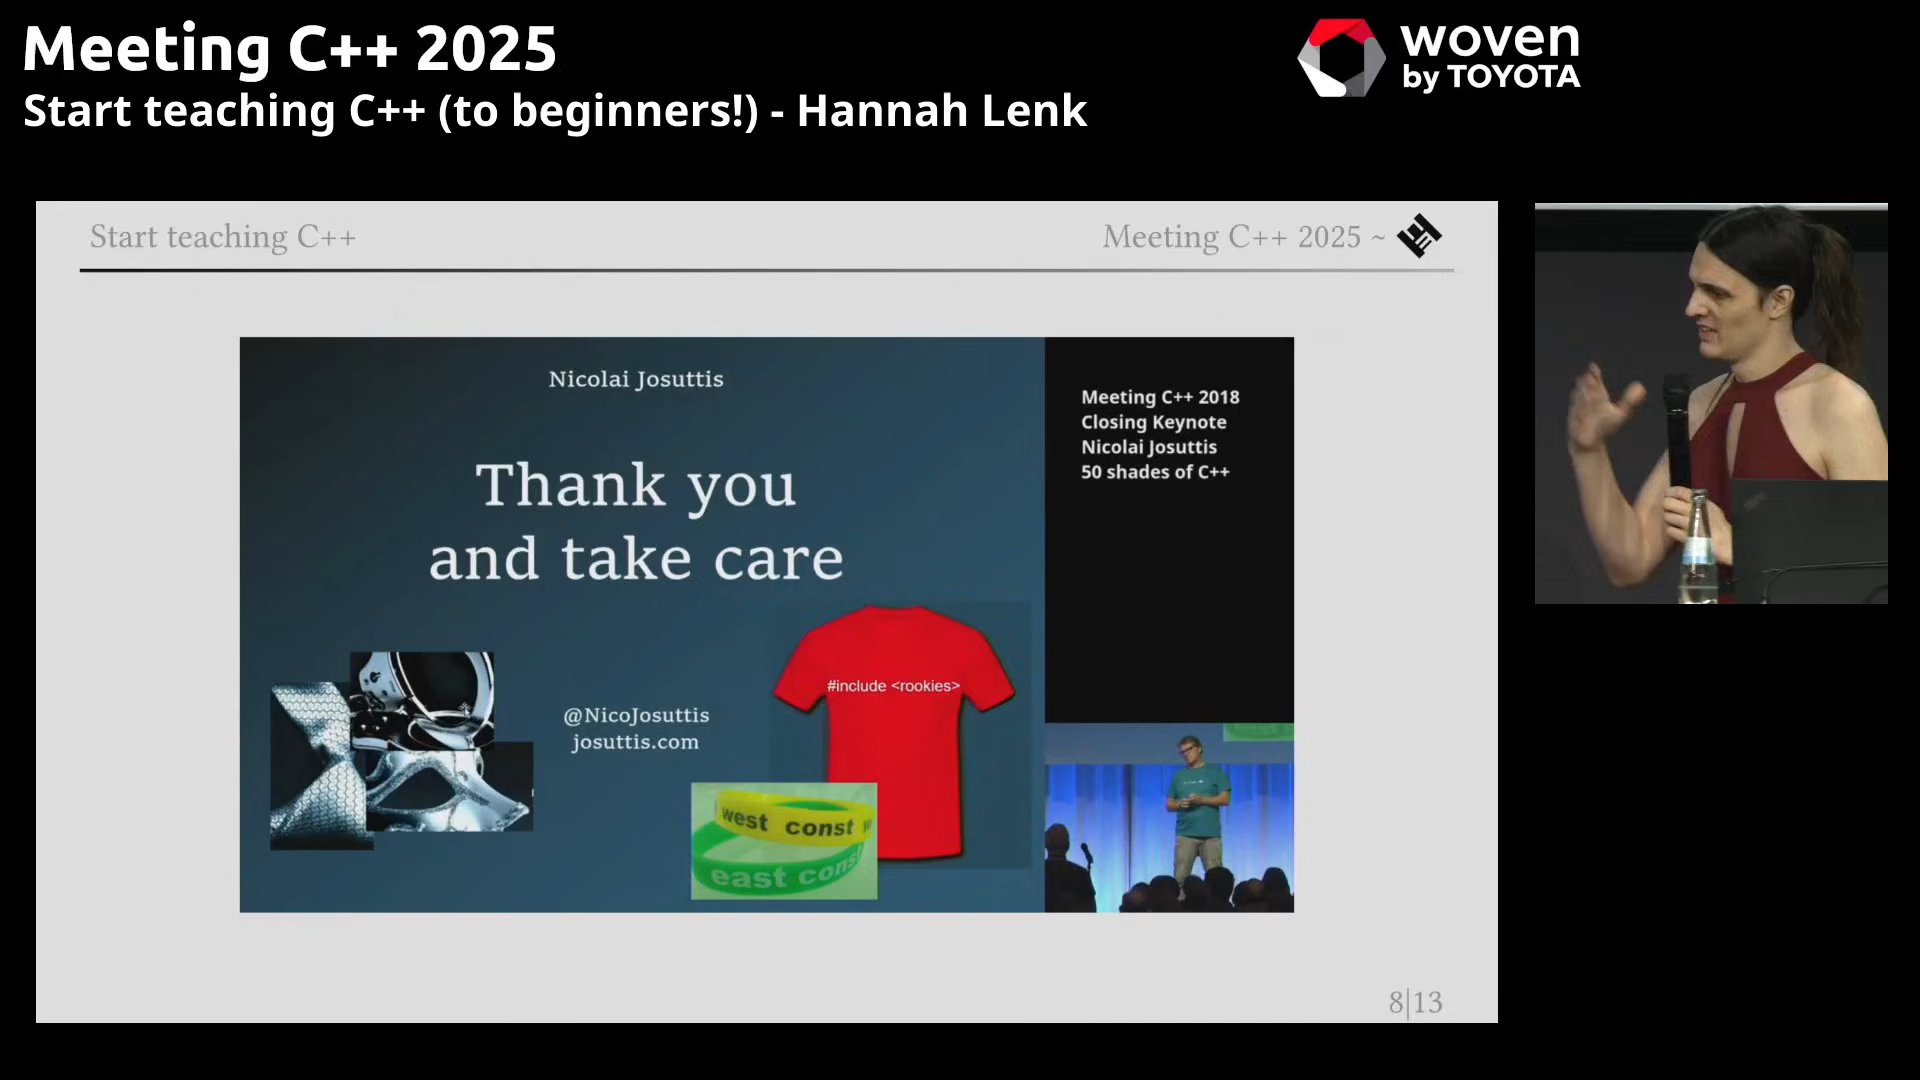 Meeting C++ 2025
Start teaching C++ (to beginners!) - Hannah Lenk
woven
by TOYOTA
Start teaching C++
Meeting C++ 2025 ~
Nicolai Josuttis
Thank you
and take care
@NicoJosuttis
josuttis.com
#include <rookies>
west const
east const
Meeting C++ 2018
Closing Keynote
Nicolai Josuttis
50 shades of C++
8|13